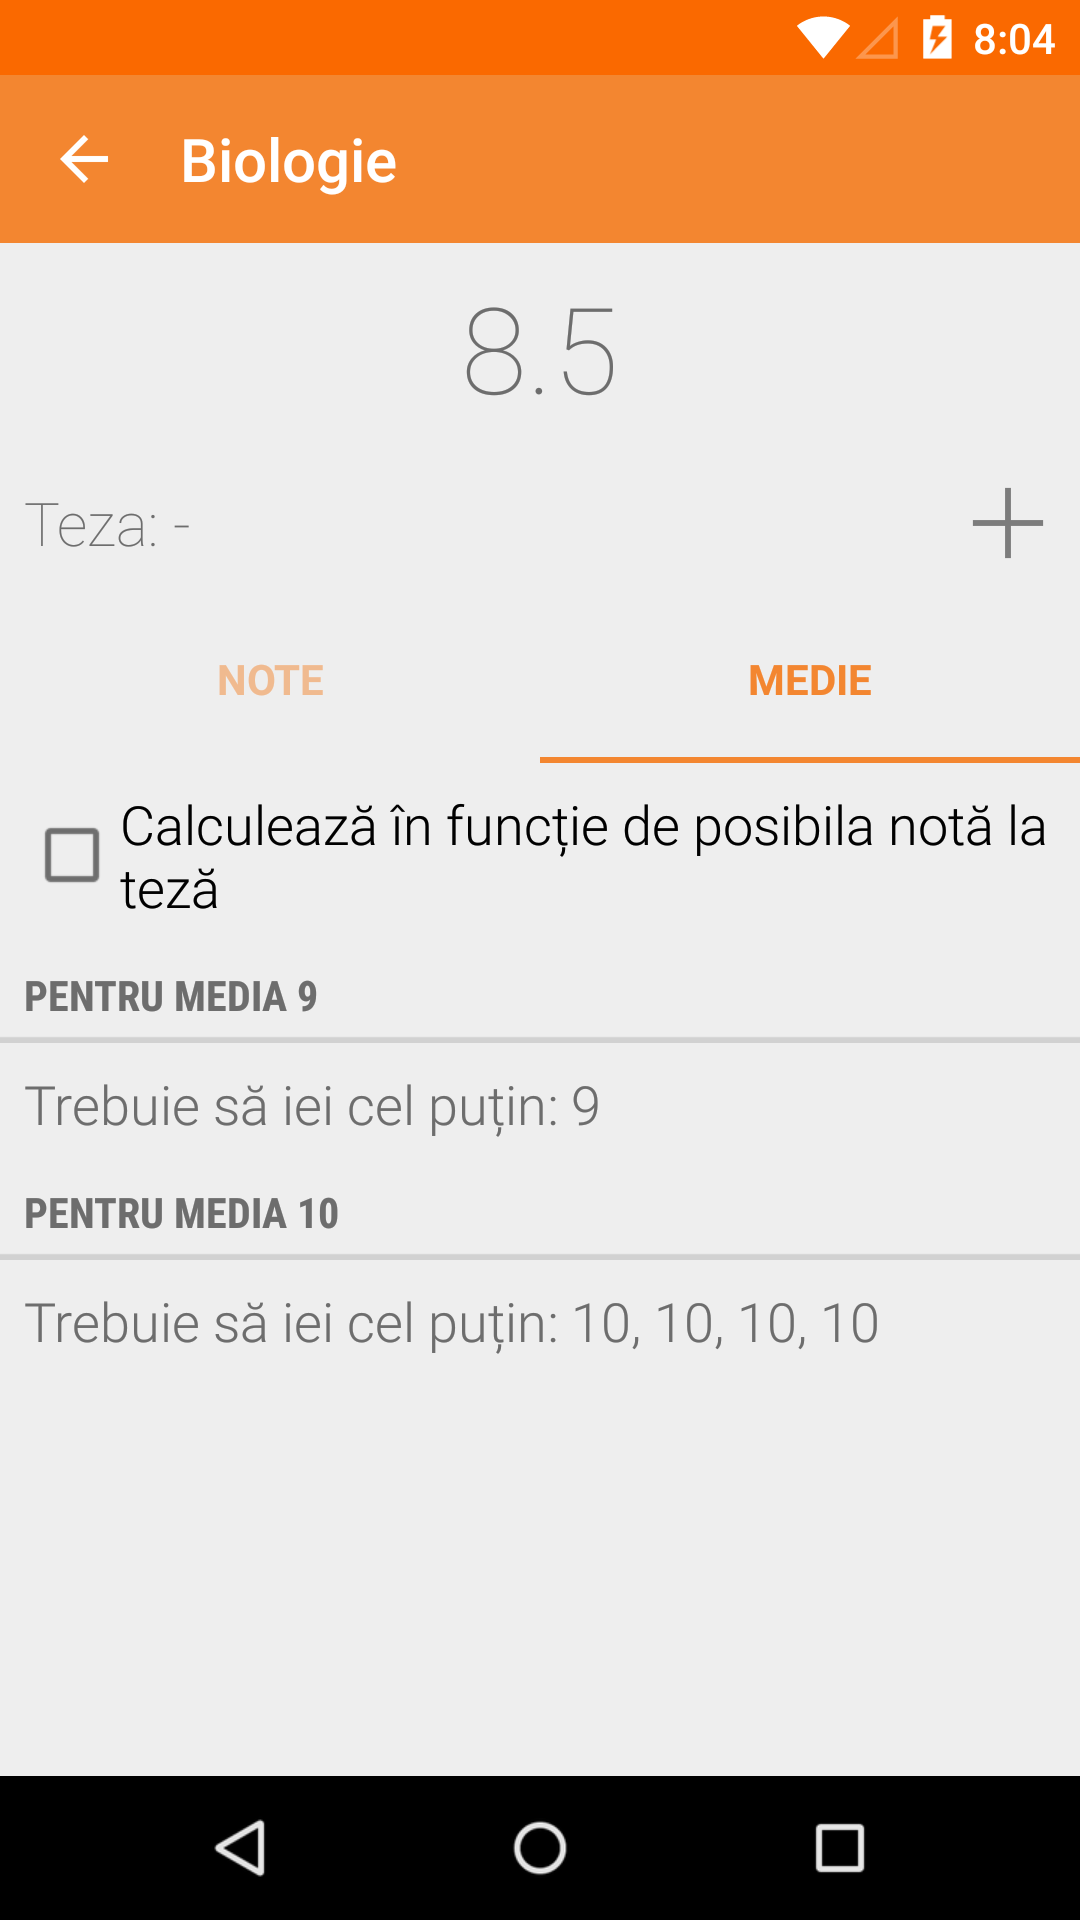 8:04
Biologie
8.5
Teza: -
NOTE
MEDIE
Calculează în funcție de posibila notă la
teză
PENTRU MEDIA 9
Trebuie să iei cel puțin: 9
PENTRU MEDIA 10
Trebuie să iei cel puțin: 10, 10, 10, 10